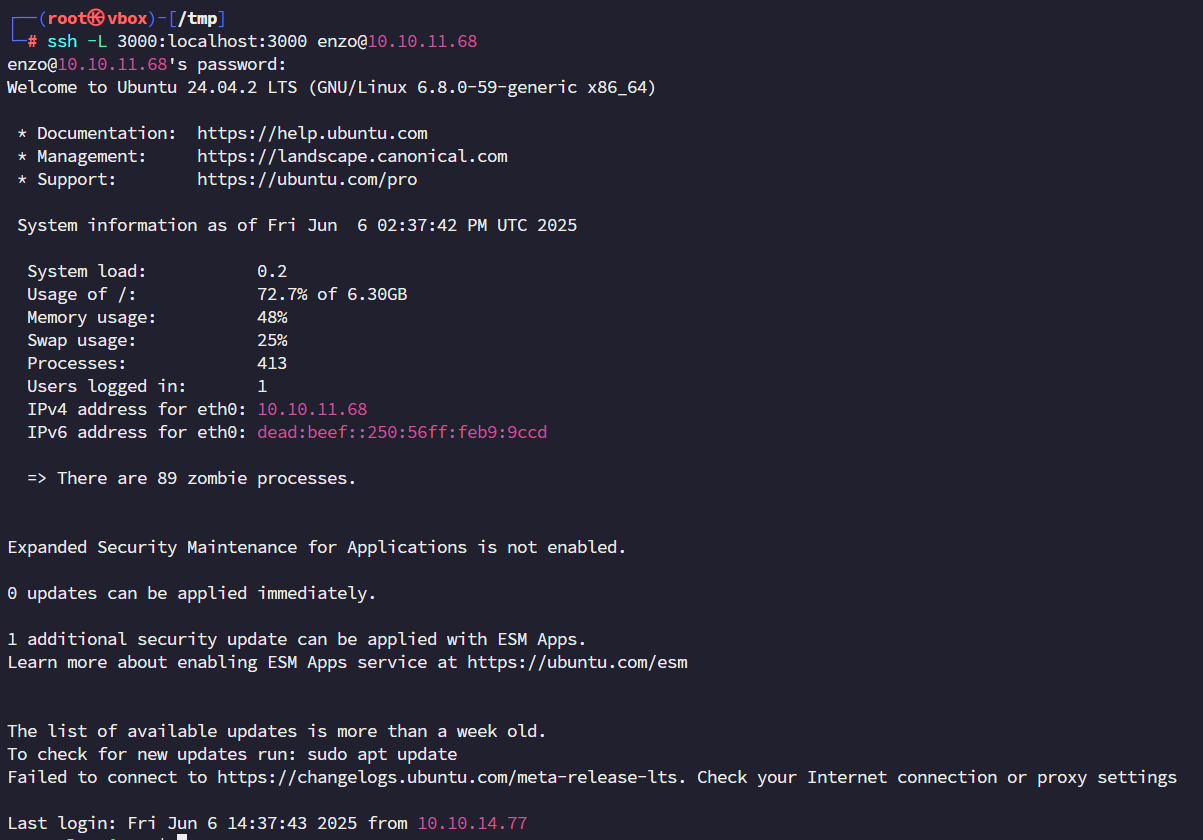 ┌──(root㉿vbox)-[/tmp]
└─# ssh -L 3000:localhost:3000 enzo@10.10.11.68
enzo@10.10.11.68's password:
Welcome to Ubuntu 24.04.2 LTS (GNU/Linux 6.8.0-59-generic x86_64)
* Documentation:  https://help.ubuntu.com
* Management:     https://landscape.canonical.com
* Support:        https://ubuntu.com/pro
System information as of Fri Jun  6 02:37:42 PM UTC 2025
System load:           0.2
Usage of /:            72.7% of 6.30GB
Memory usage:          48%
Swap usage:            25%
Processes:             413
Users logged in:       1
IPv4 address for eth0: 10.10.11.68
IPv6 address for eth0: dead:beef::250:56ff:feb9:9ccd
=> There are 89 zombie processes.
Expanded Security Maintenance for Applications is not enabled.
0 updates can be applied immediately.
1 additional security update can be applied with ESM Apps.
Learn more about enabling ESM Apps service at https://ubuntu.com/esm
The list of available updates is more than a week old.
To check for new updates run: sudo apt update
Failed to connect to https://changelogs.ubuntu.com/meta-release-lts. Check your Internet connection or proxy settings
Last login: Fri Jun 6 14:37:43 2025 from 10.10.14.77